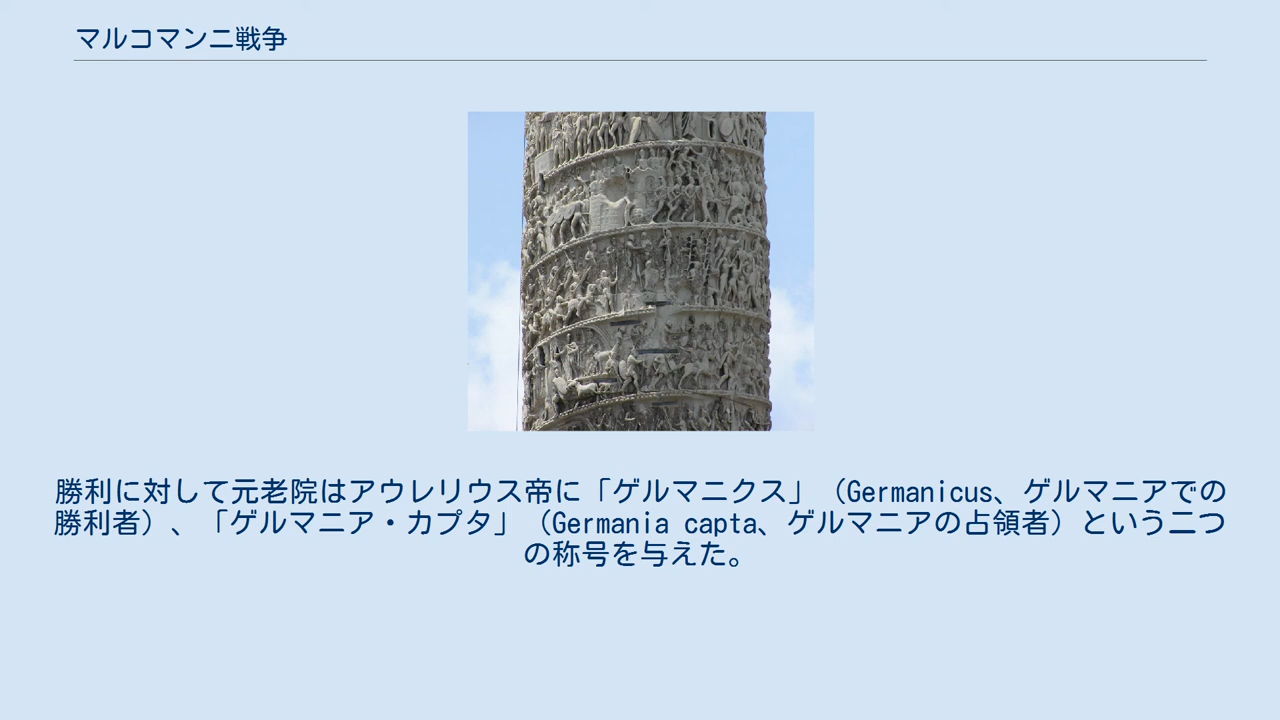 マルコマンニ戦争
勝利に対して元老院はアウレリウス帝に「ゲルマニクス」（Germanicus、ゲルマニアでの
勝利者）、「ゲルマニア・カプタ」（Germania capta、ゲルマニアの占領者）という二つ
の称号を与えた。